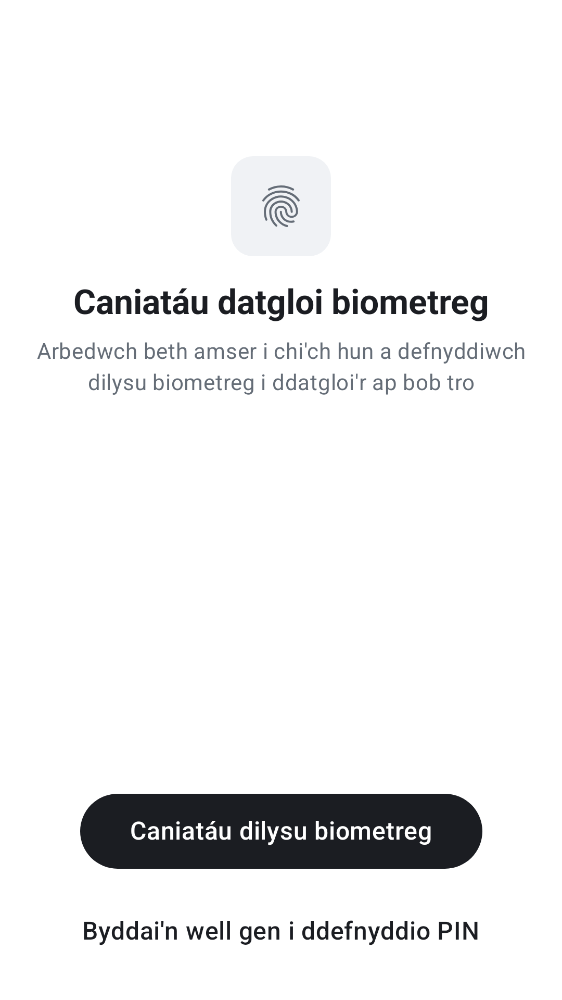 Caniatáu datgloi biometreg
Arbedwch beth amser i chi'ch hun a defnyddiwch
dilysu biometreg i ddatgloi'r ap bob tro
Caniatáu dilysu biometreg
Byddai'n well gen i ddefnyddio PIN